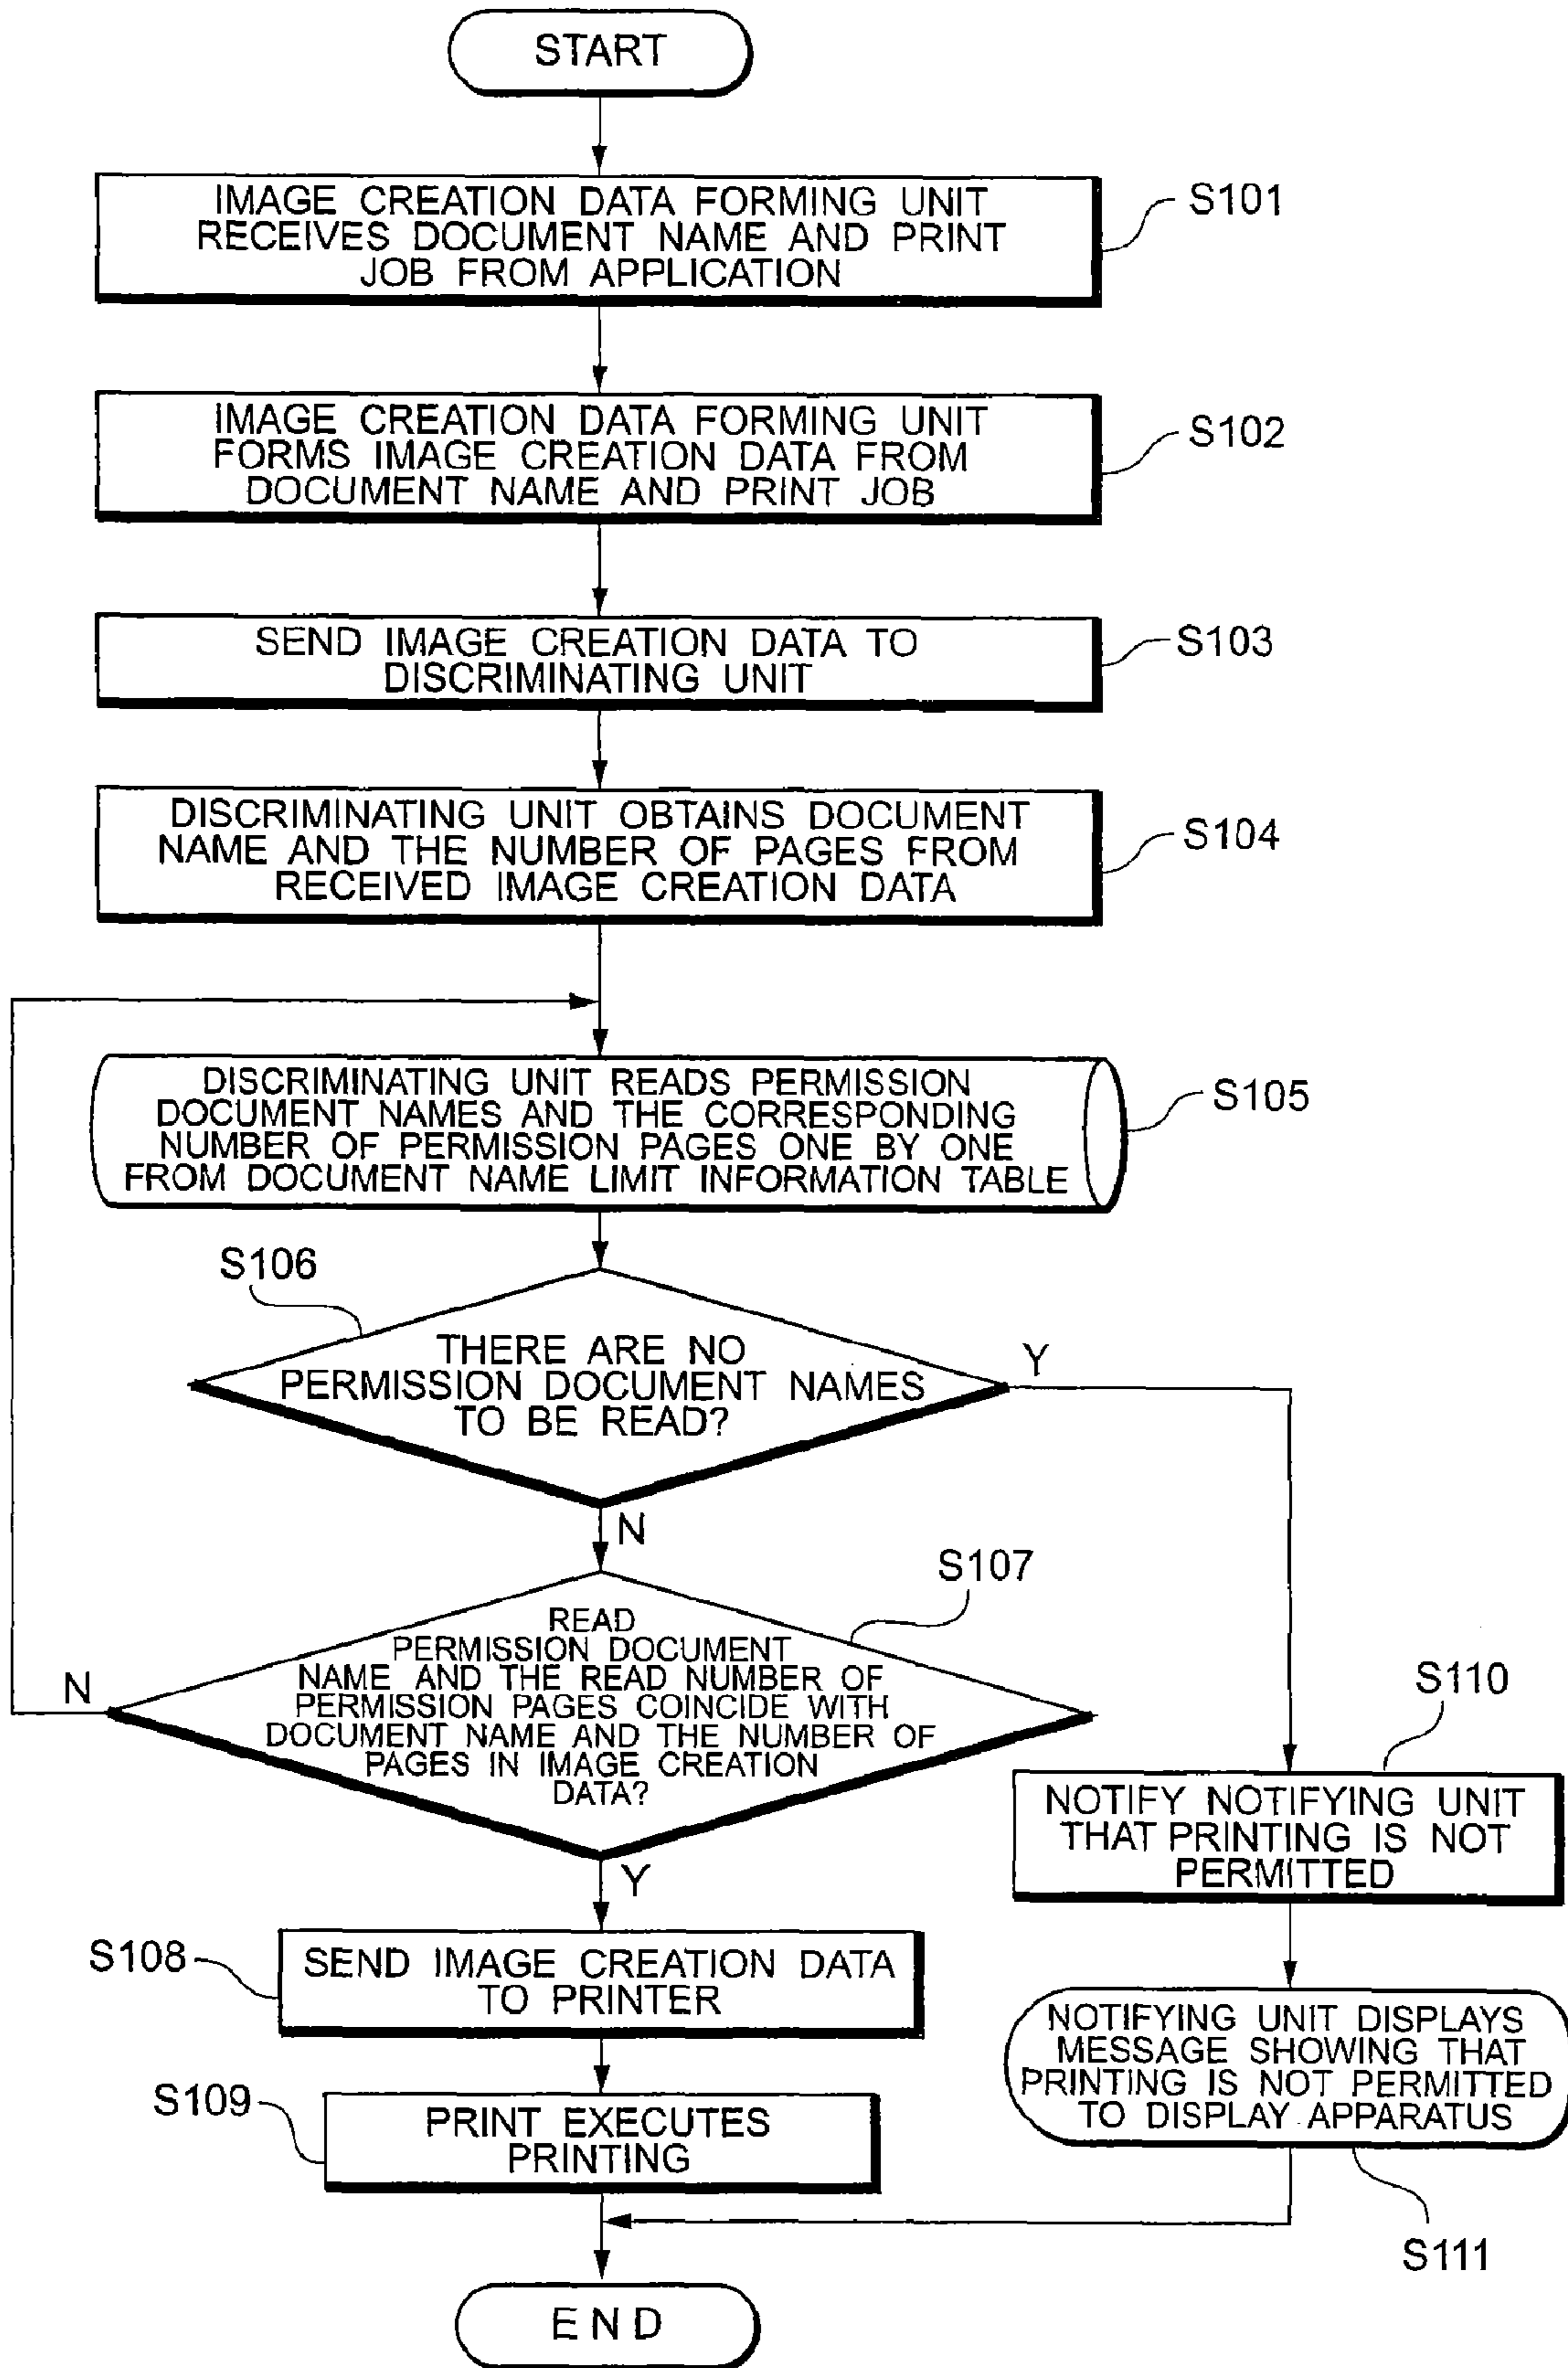 START
IMAGE CREATION DATA FORMING UNIT
RECEIVES DOCUMENT NAME AND PRINT
JOB FROM APPLICATION
S101
IMAGE CREATION DATA FORMING UNIT
FORMS IMAGE CREATION DATA FROM
DOCUMENT NAME AND PRINT JOB
S102
SEND IMAGE CREATION DATA TO
DISCRIMINATING UNIT
S103
DISCRIMINATING UNIT OBTAINS DOCUMENT
NAME AND THE NUMBER OF PAGES FROM
RECEIVED IMAGE CREATION DATA
S104
DISCRIMINATING UNIT READS PERMISSION
DOCUMENT NAMES AND THE CORRESPONDING
NUMBER OF PERMISSION PAGES ONE BY ONE
FROM DOCUMENT NAME LIMIT INFORMATION TABLE
S105
S106
THERE ARE NO
PERMISSION DOCUMENT NAMES
TO BE READ?
Y
N
S107
READ
PERMISSION DOCUMENT
NAME AND THE READ NUMBER OF
PERMISSION PAGES COINCIDE WITH
DOCUMENT NAME AND THE NUMBER OF
PAGES IN IMAGE CREATION
DATA?
N
Y
S110
NOTIFY NOTIFYING UNIT
THAT PRINTING IS NOT
PERMITTED
S108
SEND IMAGE CREATION DATA
TO PRINTER
NOTIFYING UNIT DISPLAYS
MESSAGE SHOWING THAT
PRINTING IS NOT PERMITTED
TO DISPLAY APPARATUS
S109
PRINT EXECUTES
PRINTING
S111
END